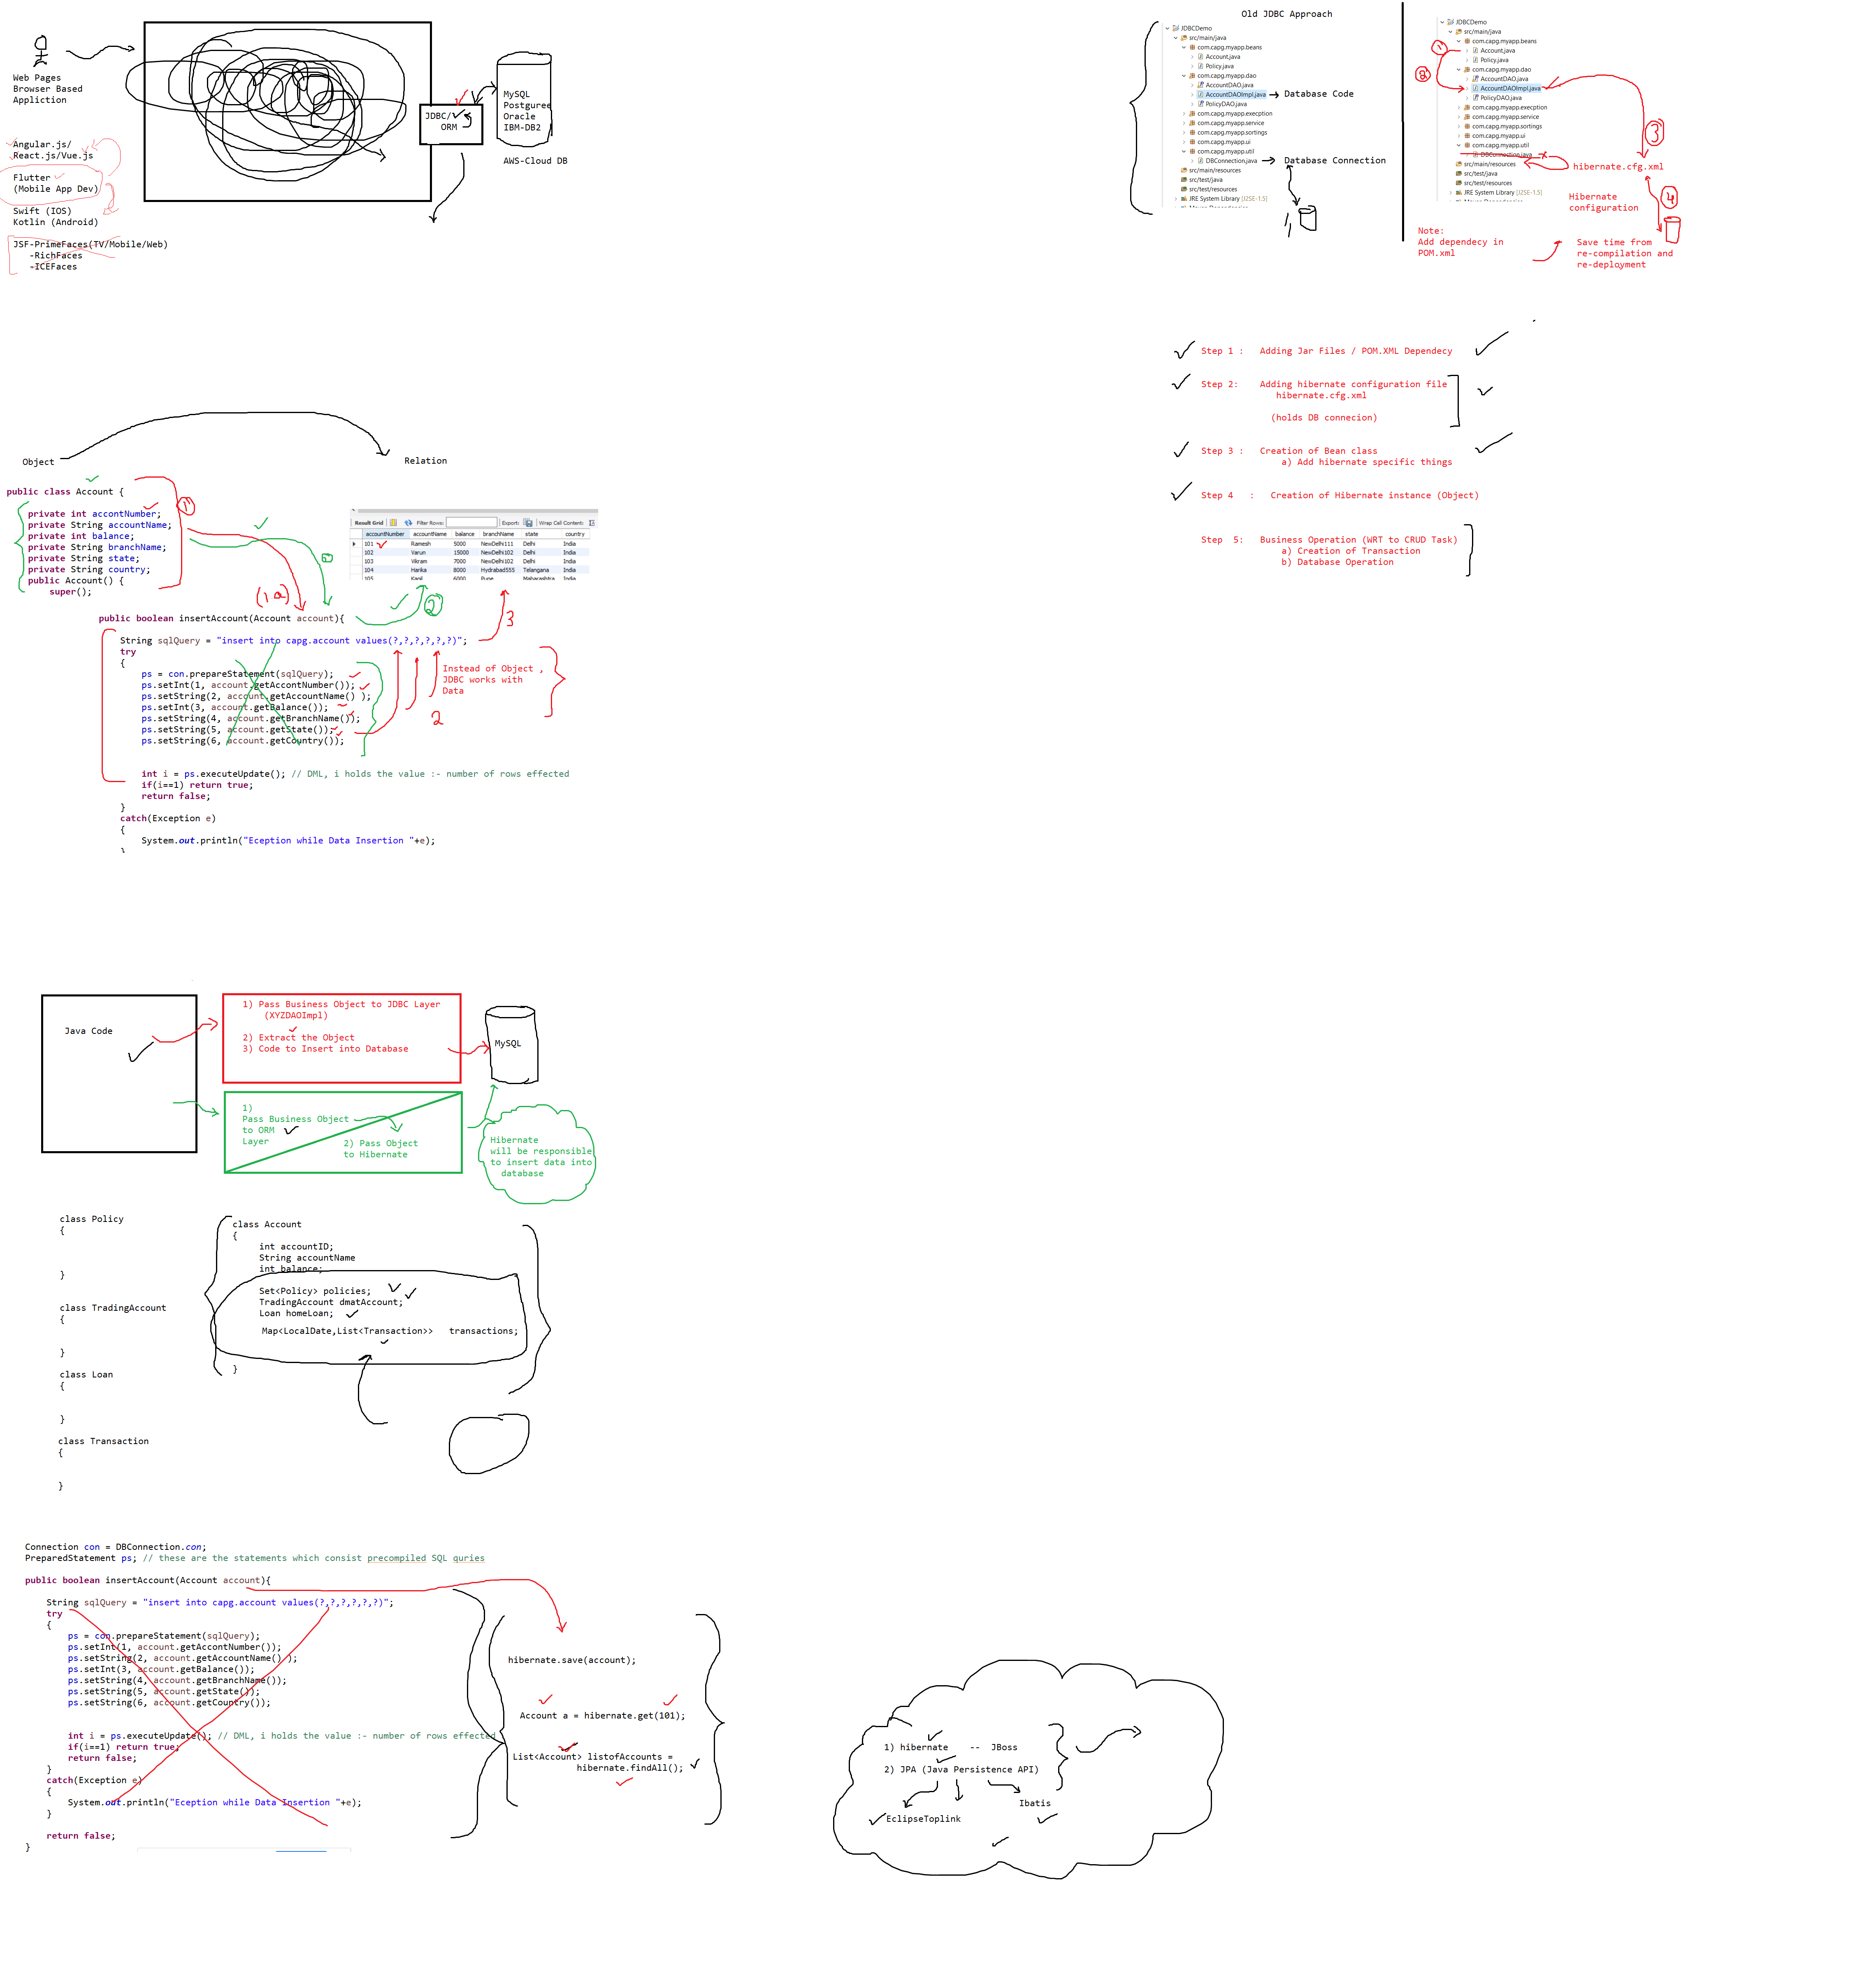 Web Pages
Browser Based
Appliction
Angular.js/
React.js/Vue.js
Flutter
(Mobile App Dev)
Swift (IOS)
Kotlin (Android)
JSF-PrimeFaces(TV/Mobile/Web)
-RichFaces
-ICEFaces
JDBC/
ORM
MySQL
Posturee
Oracle
IBM-DB2
AWS-Cloud DB
Old JDBC Approach
JDBCDemo
src/main/java
com.capg.myapp.beans
Account.java
Policy.java
com.capg.myapp.dao
AccountDAO.java
AccountDAOImpl.java
Database Code
PolicyDAO.java
com.capg.myapp.execption
com.capg.myapp.service
com.capg.myapp.sortings
com.capg.myapp.ui
com.capg.myapp.util
DBConnection.java
Database Connection
src/main/resources
src/test/java
src/test/resources
JRE System Library [J2SE-1.5]
JDBCDemo
src/main/java
com.capg.myapp.beans
1
Account.java
Policy.java
2
com.capg.myapp.dao
AccountDAO.java
AccountDAOImpl.java
PolicyDAO.java
com.capg.myapp.execption
com.capg.myapp.service
com.capg.myapp.sortings
com.capg.myapp.ui
com.capg.myapp.util
DBConnection.java
src/main/resources
src/test/java
src/test/resources
JRE System Library [J2SE-1.5]
3
hibernate.cfg.xml
4
Hibernate
configuration
Note:
Add dependecy in
POM.xml
Save time from
re-compilation and
re-deployment
Step 1 : Adding Jar Files / POM.XML Dependecy
Step 2: Adding hibernate configuration file
hibernate.cfg.xml
(holds DB connecion)
Step 3 : Creation of Bean class
a) Add hibernate specific things
Step 4 : Creation of Hibernate instance (Object)
Step 5: Business Operation (WRT to CRUD Task)
a) Creation of Transaction
b) Database Operation
Object
Relation
public class Account {
private int accontNumber;
private String accountName;
private int balance;
private String branchName;
private String state;
private String country;
public Account() {
super();
1
(1.a)
2
3
Result Grid Filter Rows: Export: Wrap Cell Content:
accountNumber accountName balance branchName state country
101 Ramesh 5000 NewDelhi111 Delhi India
102 Varun 15000 NewDelhi102 Delhi India
103 Vikram 7000 NewDelhi102 Delhi India
104 Harika 8000 Hydrabad555 Telangana India
105 Kapil 6000 Pune Maharashtra India
public boolean insertAccount(Account account){
String sqlQuery = "insert into capg.account values(?,?,?,?,?,?)";
try
{
ps = con.prepareStatement(sqlQuery);
ps.setInt(1, account.getAccontNumber());
ps.setString(2, account.getAccountName() );
ps.setInt(3, account.getBalance());
ps.setString(4, account.getBranchName());
ps.setString(5, account.getState());
ps.setString(6, account.getCountry());
Instead of Object ,
JDBC works with
Data
2
int i = ps.executeUpdate(); // DML, i holds the value :- number of rows effected
if(i==1) return true;
return false;
}
catch(Exception e)
{
System.out.println("Eception while Data Insertion "+e);
}
Java Code
1) Pass Business Object to JDBC Layer
(XYZDAOImpl)
2) Extract the Object
3) Code to Insert into Database
MySQL
1)
Pass Business Object
to ORM
Layer
2) Pass Object
to Hibernate
Hibernate
will be responsible
to insert data into
database
class Policy
{
}
class TradingAccount
{
}
class Loan
{
}
class Transaction
{
}
class Account
{
int accountID;
String accountName
int balance;
Set<Policy> policies;
TradingAccount dmatAccount;
Loan homeLoan;
Map<LocalDate,List<Transaction>> transactions;
}
Connection con = DBConnection.con;
PreparedStatement ps; // these are the statements which consist precompiled SQL quries
public boolean insertAccount(Account account){
String sqlQuery = "insert into capg.account values(?,?,?,?,?,?)";
try
{
ps = con.prepareStatement(sqlQuery);
ps.setInt(1, account.getAccontNumber());
ps.setString(2, account.getAccountName() );
ps.setInt(3, account.getBalance());
ps.setString(4, account.getBranchName());
ps.setString(5, account.getState());
ps.setString(6, account.getCountry());
int i = ps.executeUpdate(); // DML, i holds the value :- number of rows effected
if(i==1) return true;
return false;
}
catch(Exception e)
{
System.out.println("Eception while Data Insertion "+e);
}
return false;
}
hibernate.save(account);
Account a = hibernate.get(101);
List<Account> listofAccounts =
hibernate.findAll();
1) hibernate -- JBoss
2) JPA (Java Persistence API)
Ibatis
EclipseToplink